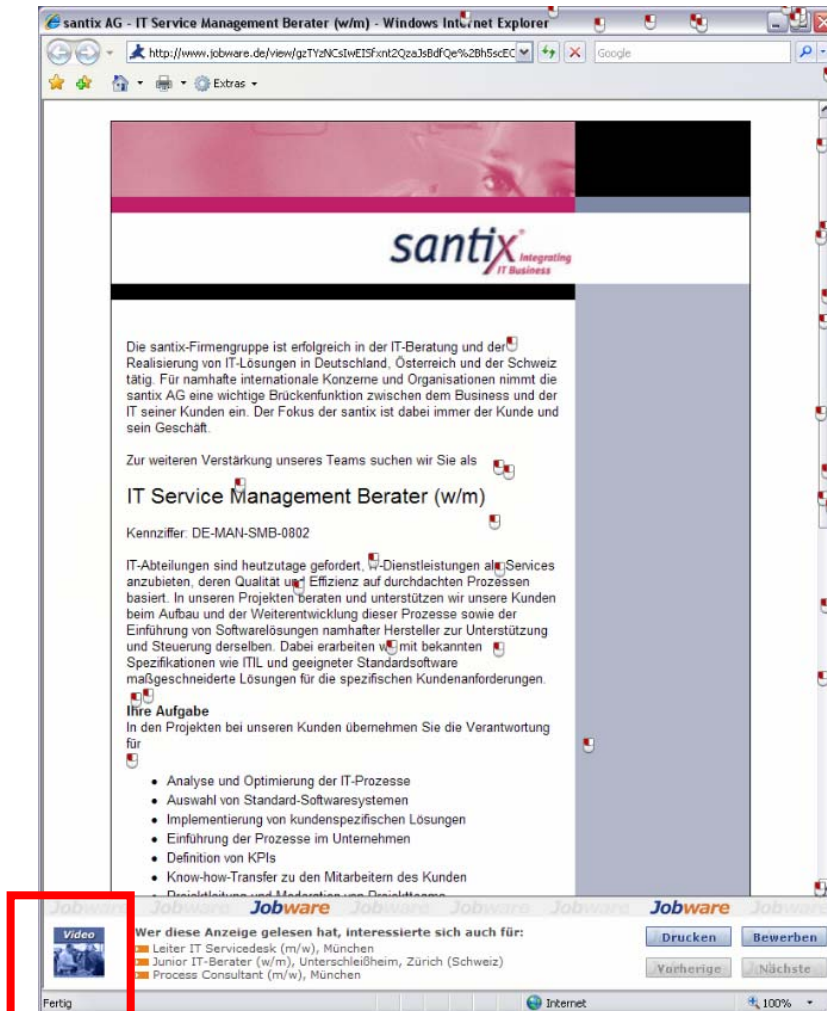 santix AG - IT Service Management Berater (w/m) - Windows Internet Explorer
Google
Extras
santix® Integrating
IT Business
Die santix-Firmengruppe ist erfolgreich in der IT-Beratung und der
Realisierung von IT-Lösungen in Deutschland, Österreich und der Schweiz
tätig. Für namhafte internationale Konzerne und Organisationen nimmt die
santix AG eine wichtige Brückenfunktion zwischen dem Business und der
IT seiner Kunden ein. Der Fokus der santix ist dabei immer der Kunde und
sein Geschäft.
Zur weiteren Verstärkung unseres Teams suchen wir Sie als
IT Service Management Berater (w/m)
Kennziffer: DE-MAN-SMB-0802
IT-Abteilungen sind heutzutage gefordert, IT-Dienstleistungen als Services
anzubieten, deren Qualität und Effizienz auf durchdachten Prozessen
basiert. In unseren Projekten beraten und unterstützen wir unsere Kunden
beim Aufbau und der Weiterentwicklung dieser Prozesse sowie der
Einführung von Softwarelösungen namhafter Hersteller zur Unterstützung
und Steuerung derselben. Dabei erarbeiten wir mit bekannten
Spezifikationen wie ITIL und geeigneter Standardsoftware
maßgeschneiderte Lösungen für die spezifischen Kundenanforderungen.
Ihre Aufgabe
In den Projekten bei unseren Kunden übernehmen Sie die Verantwortung
für
• Analyse und Optimierung der IT-Prozesse
• Auswahl von Standard-Softwaresystemen
• Implementierung von kundenspezifischen Lösungen
• Einführung der Prozesse im Unternehmen
• Definition von KPIs
• Know-how-Transfer zu den Mitarbeitern des Kunden
• Projektleitung und Moderation von Projektteams
Jobware Jobware Jobware Jobware Jobware Jobware Jobware Jobware
Video
Wer diese Anzeige gelesen hat, interessierte sich auch für:
Leiter IT Servicedesk (m/w), München
Junior IT-Berater (w/m), Unterschleißheim, Zürich (Schweiz)
Process Consultant (m/w), München
Drucken Bewerben
Vorherige Nächste
Fertig Internet 100%